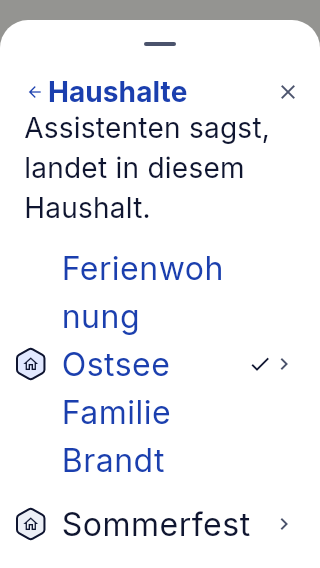 Haushalte
Assistenten sagst,
landet in diesem
Haushalt.
Ferienwoh
nung
Ostsee
Familie
Brandt
Sommerfest